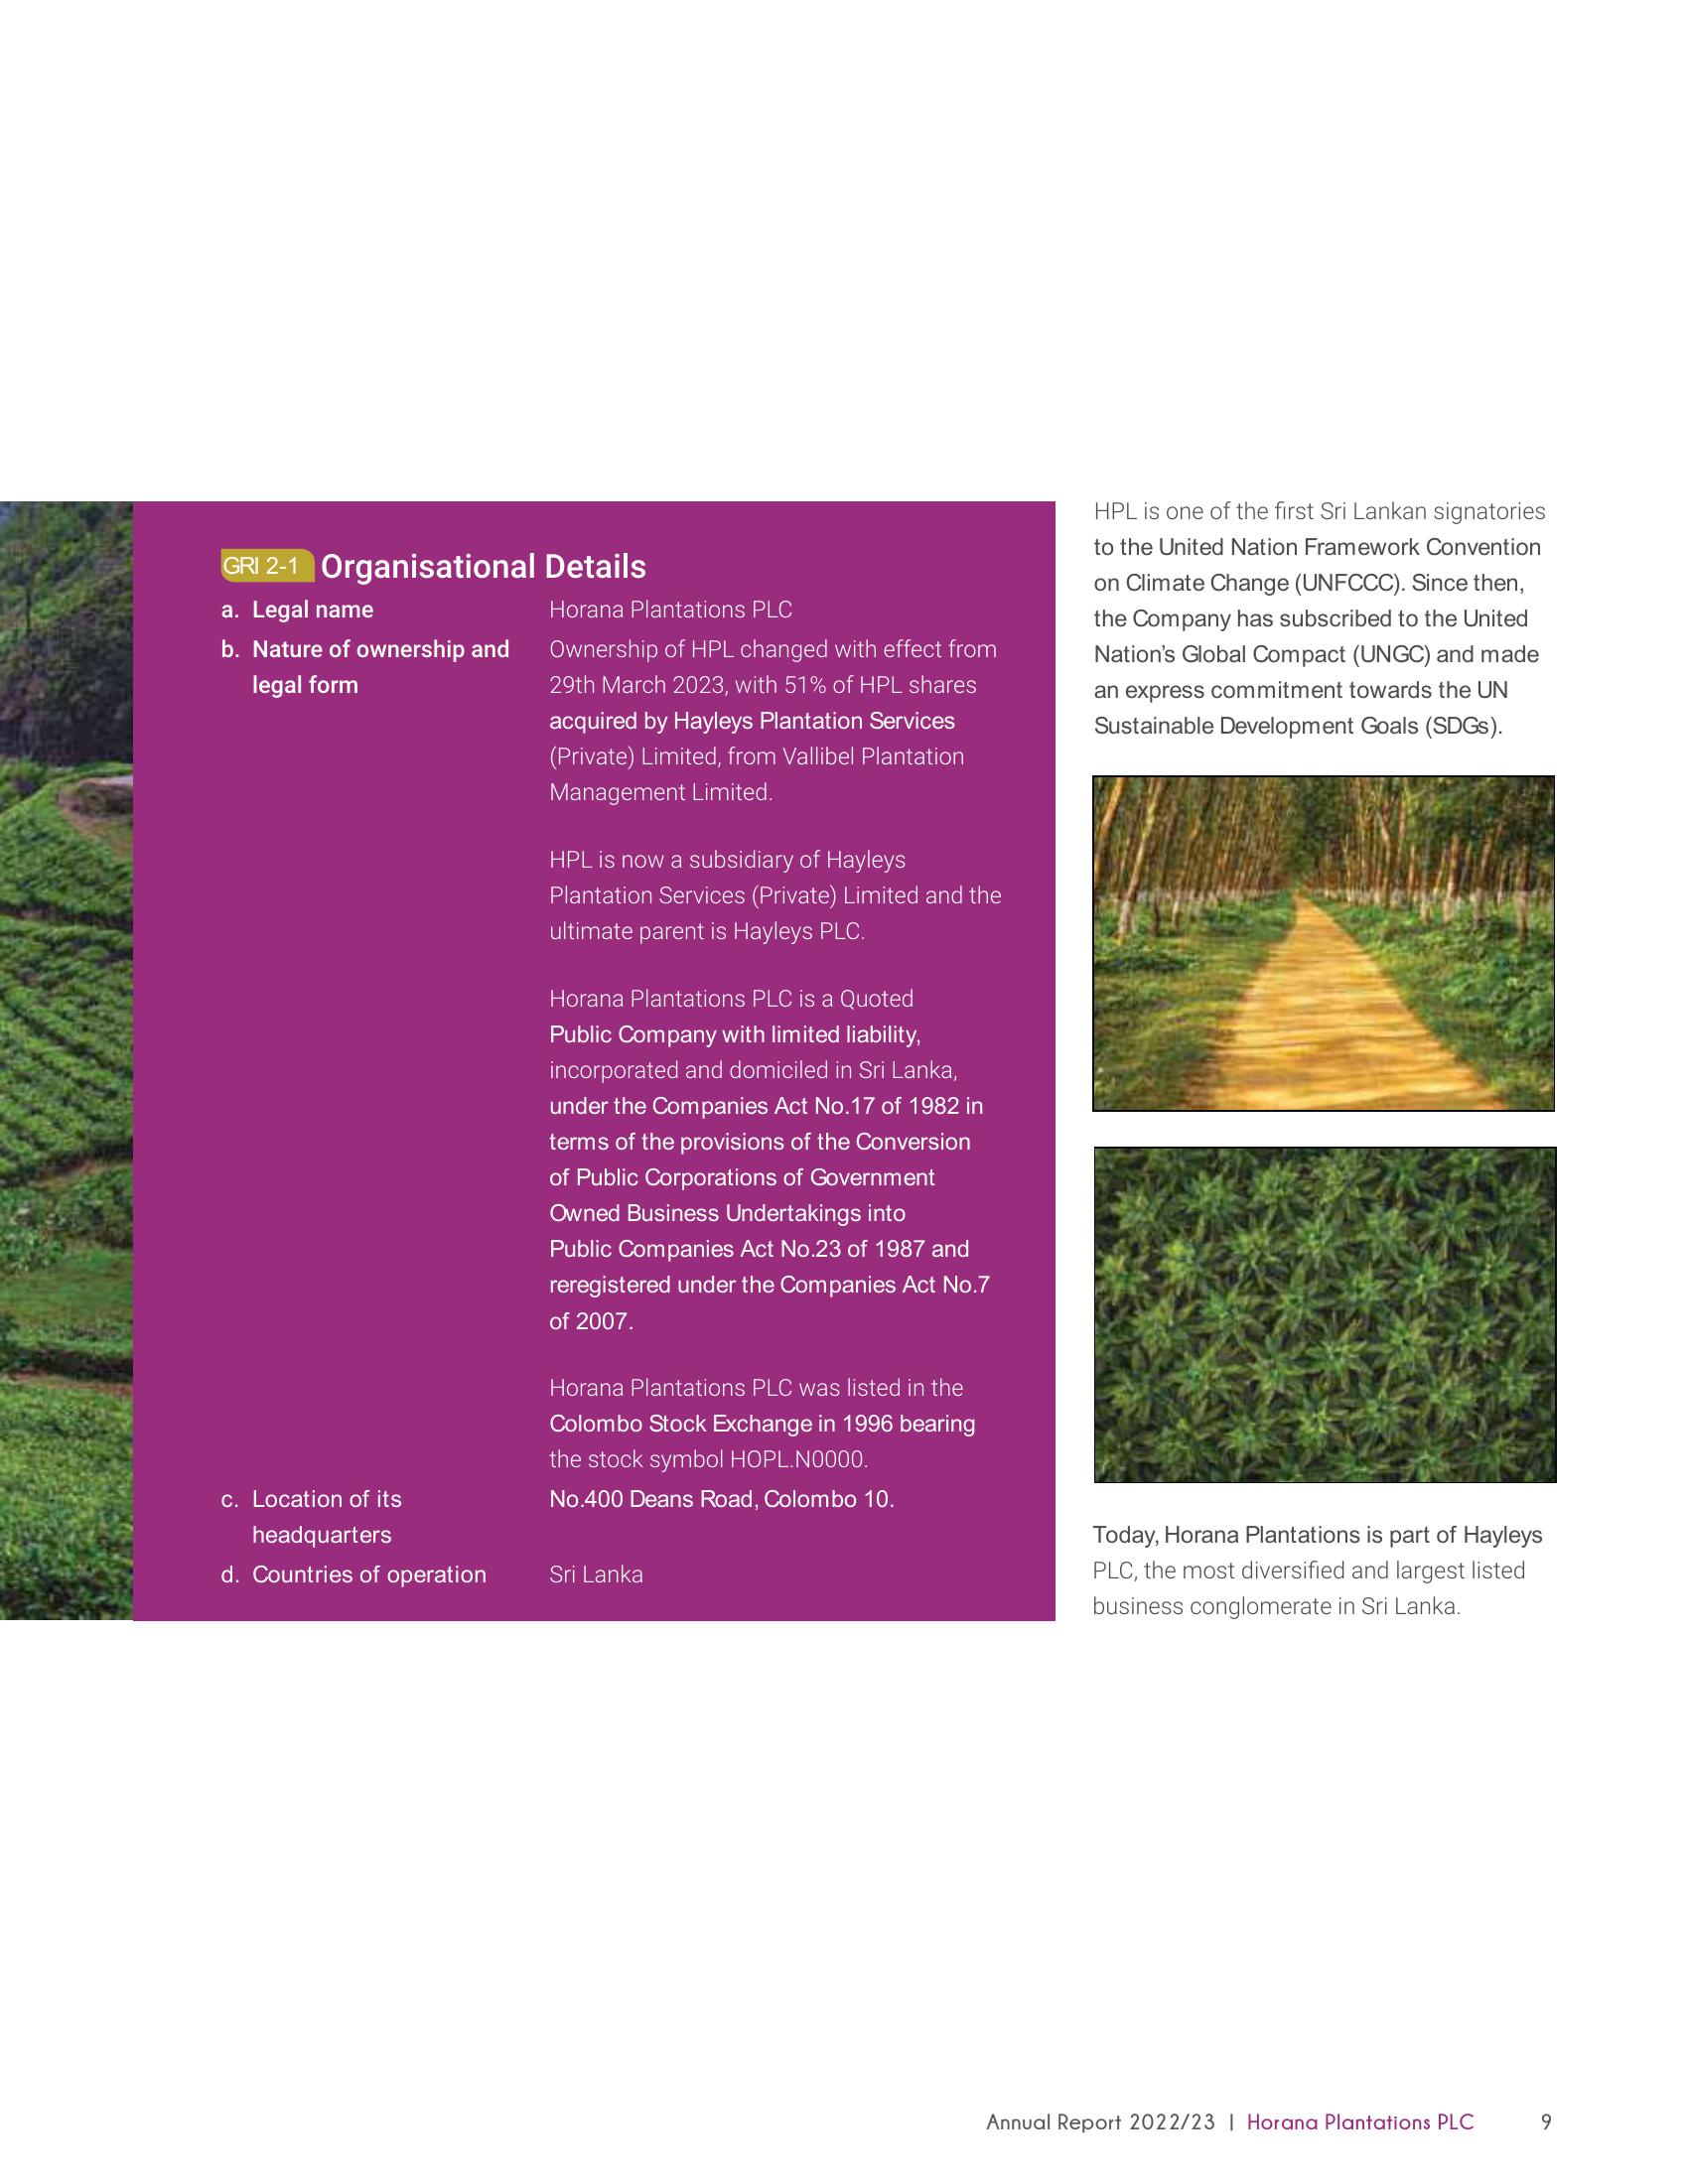 GRI 2-1 Organisational Details
a. Legal name Horana Plantations PLC
b. Nature of ownership and legal form
Ownership of HPL changed with effect from
29th March 2023, with 51% of HPL shares
acquired by Hayleys Plantation Services
(Private) Limited, from Vallibel Plantation
Management Limited.
HPL is now a subsidiary of Hayleys
Plantation Services (Private) Limited and the
ultimate parent is Hayleys PLC.
Horana Plantations PLC is a Quoted
Public Company with limited liability,
incorporated and domiciled in Sri Lanka,
under the Companies Act No.17 of 1982 in
terms of the provisions of the Conversion
of Public Corporations of Government
Owned Business Undertakings into
Public Companies Act No.23 of 1987 and
reregistered under the Companies Act No.7
of 2007.
Horana Plantations PLC was listed in the
Colombo Stock Exchange in 1996 bearing
the stock symbol HOPL.N0000.
c. Location of its headquarters
No.400 Deans Road, Colombo 10.
d. Countries of operation Sri Lanka
HPL is one of the first Sri Lankan signatories
to the United Nation Framework Convention
on Climate Change (UNFCCC). Since then,
the Company has subscribed to the United
Nation’s Global Compact (UNGC) and made
an express commitment towards the UN
Sustainable Development Goals (SDGs).
Today, Horana Plantations is part of Hayleys
PLC, the most diversified and largest listed
business conglomerate in Sri Lanka.
Annual Report 2022/23 | Horana Plantations PLC 9